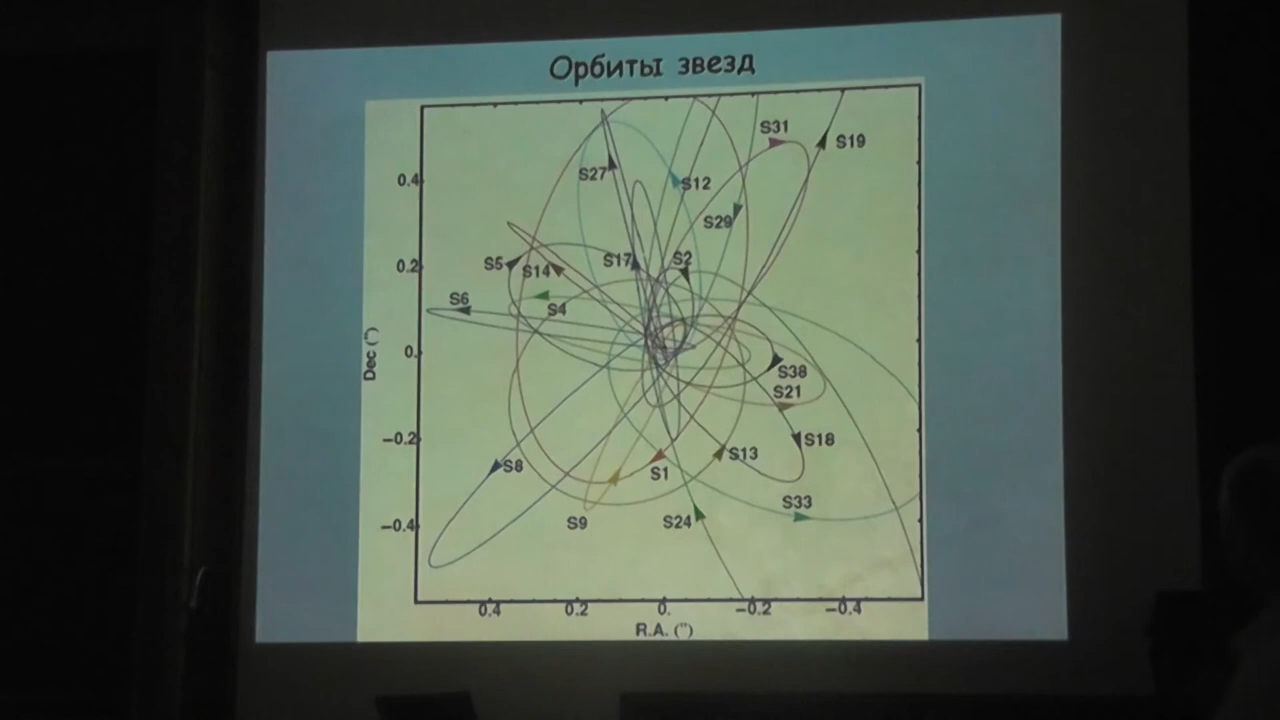 Орбиты звезд
S31
S19
S27
0.4
S12
S29
S5
S14
S17
S2
0.2
S6
S4
Dec (")
0.
S38
S21
-0.2
S18
S8
S1
S13
S33
-0.4
S9
S24
0.4
0.2
0.
-0.2
-0.4
R.A. (")